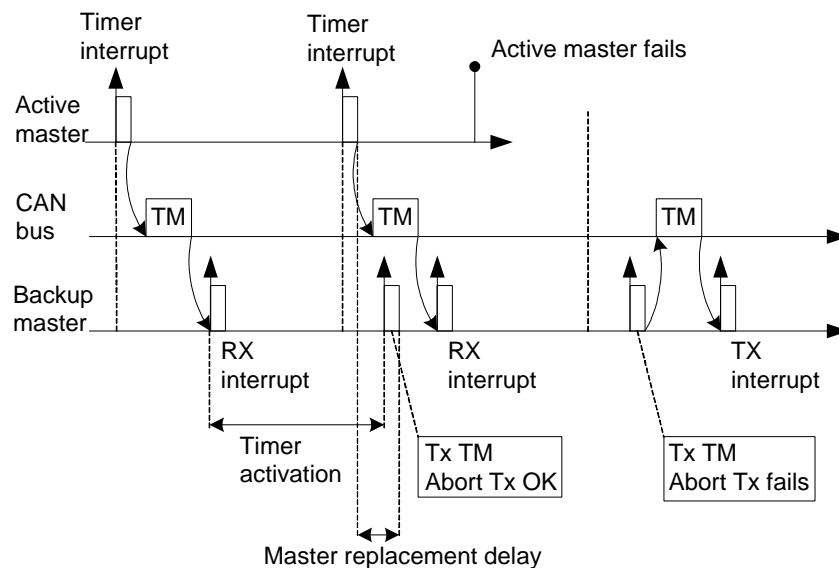 Timer
interrupt
Timer
interrupt
Active master fails
Active
master
CAN
bus
TM
TM
TM
Backup
master
RX
interrupt
RX
interrupt
TX
interrupt
Timer
activation
Tx TM
Abort Tx OK
Tx TM
Abort Tx fails
Master replacement delay